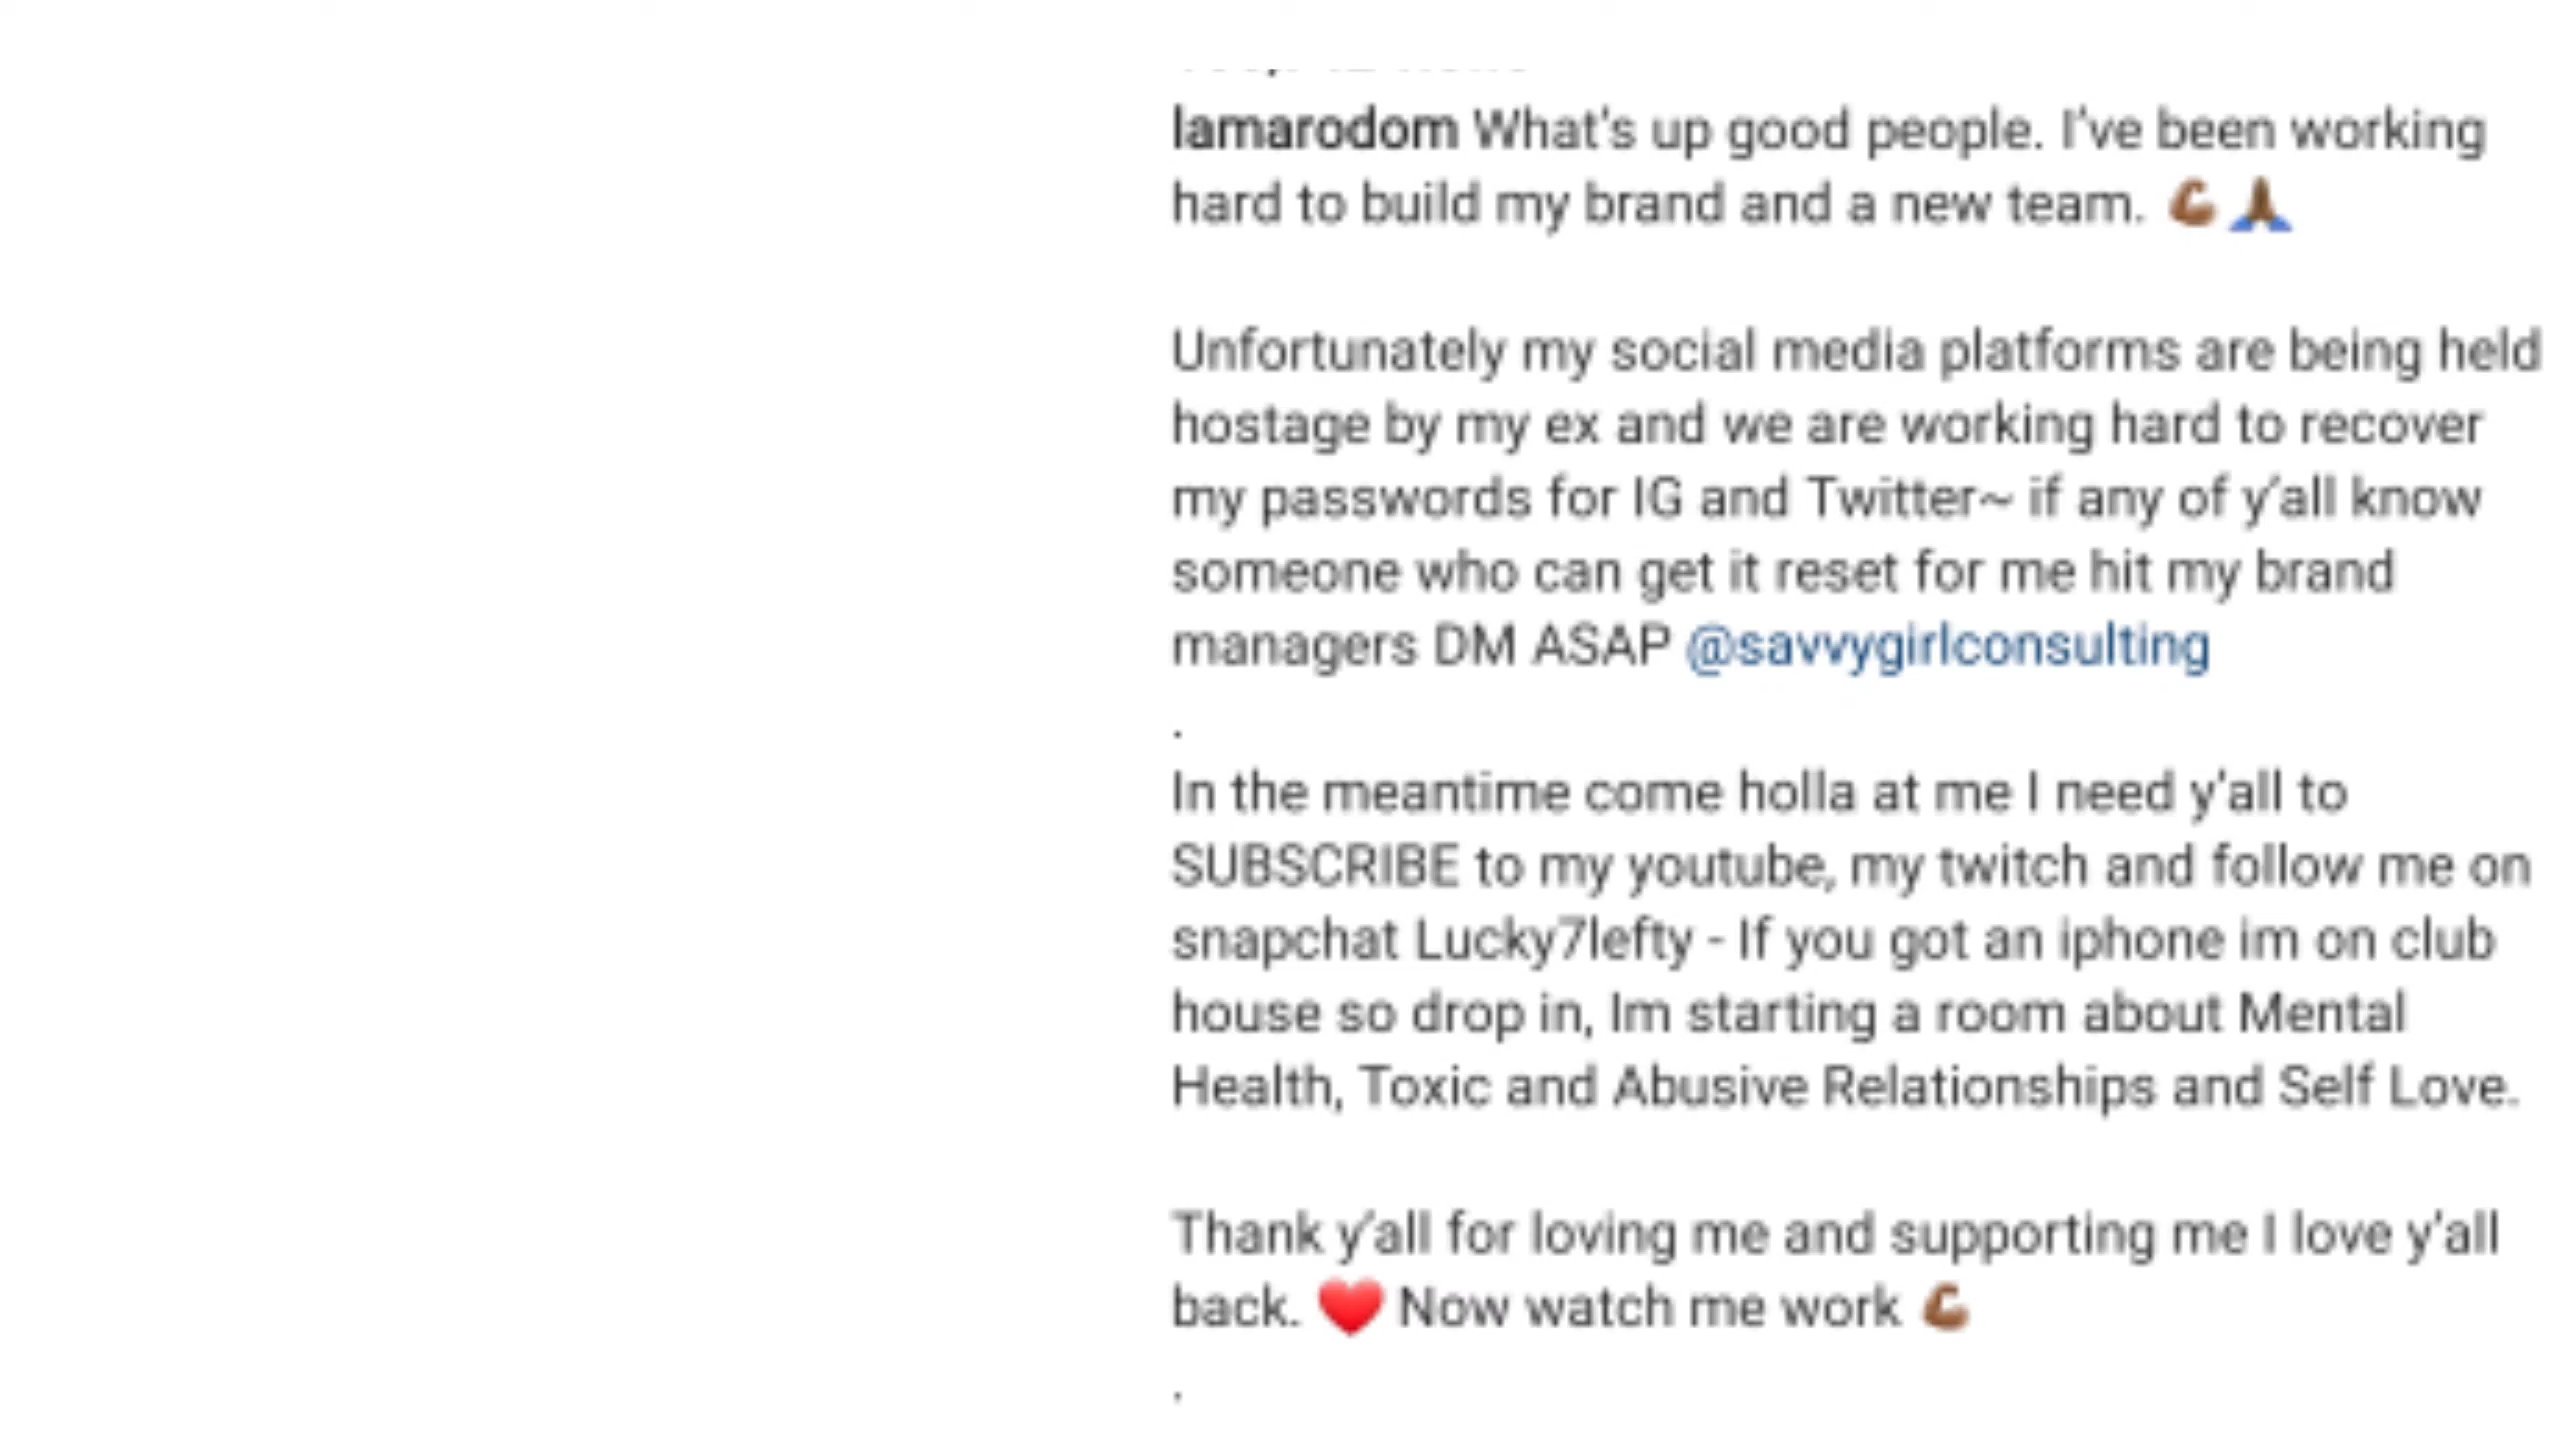 lamarodom What's up good people. I've been working
hard to build my brand and a new team. 💪🏾🙏🏾
Unfortunately my social media platforms are being held
hostage by my ex and we are working hard to recover
my passwords for IG and Twitter~ if any of y'all know
someone who can get it reset for me hit my brand
managers DM ASAP @savvygirlconsulting
.
In the meantime come holla at me I need y'all to
SUBSCRIBE to my youtube, my twitch and follow me on
snapchat Lucky7lefty - If you got an iphone im on club
house so drop in, Im starting a room about Mental
Health, Toxic and Abusive Relationships and Self Love.
Thank y'all for loving me and supporting me I love y'all
back. ❤️ Now watch me work 💪🏾
.